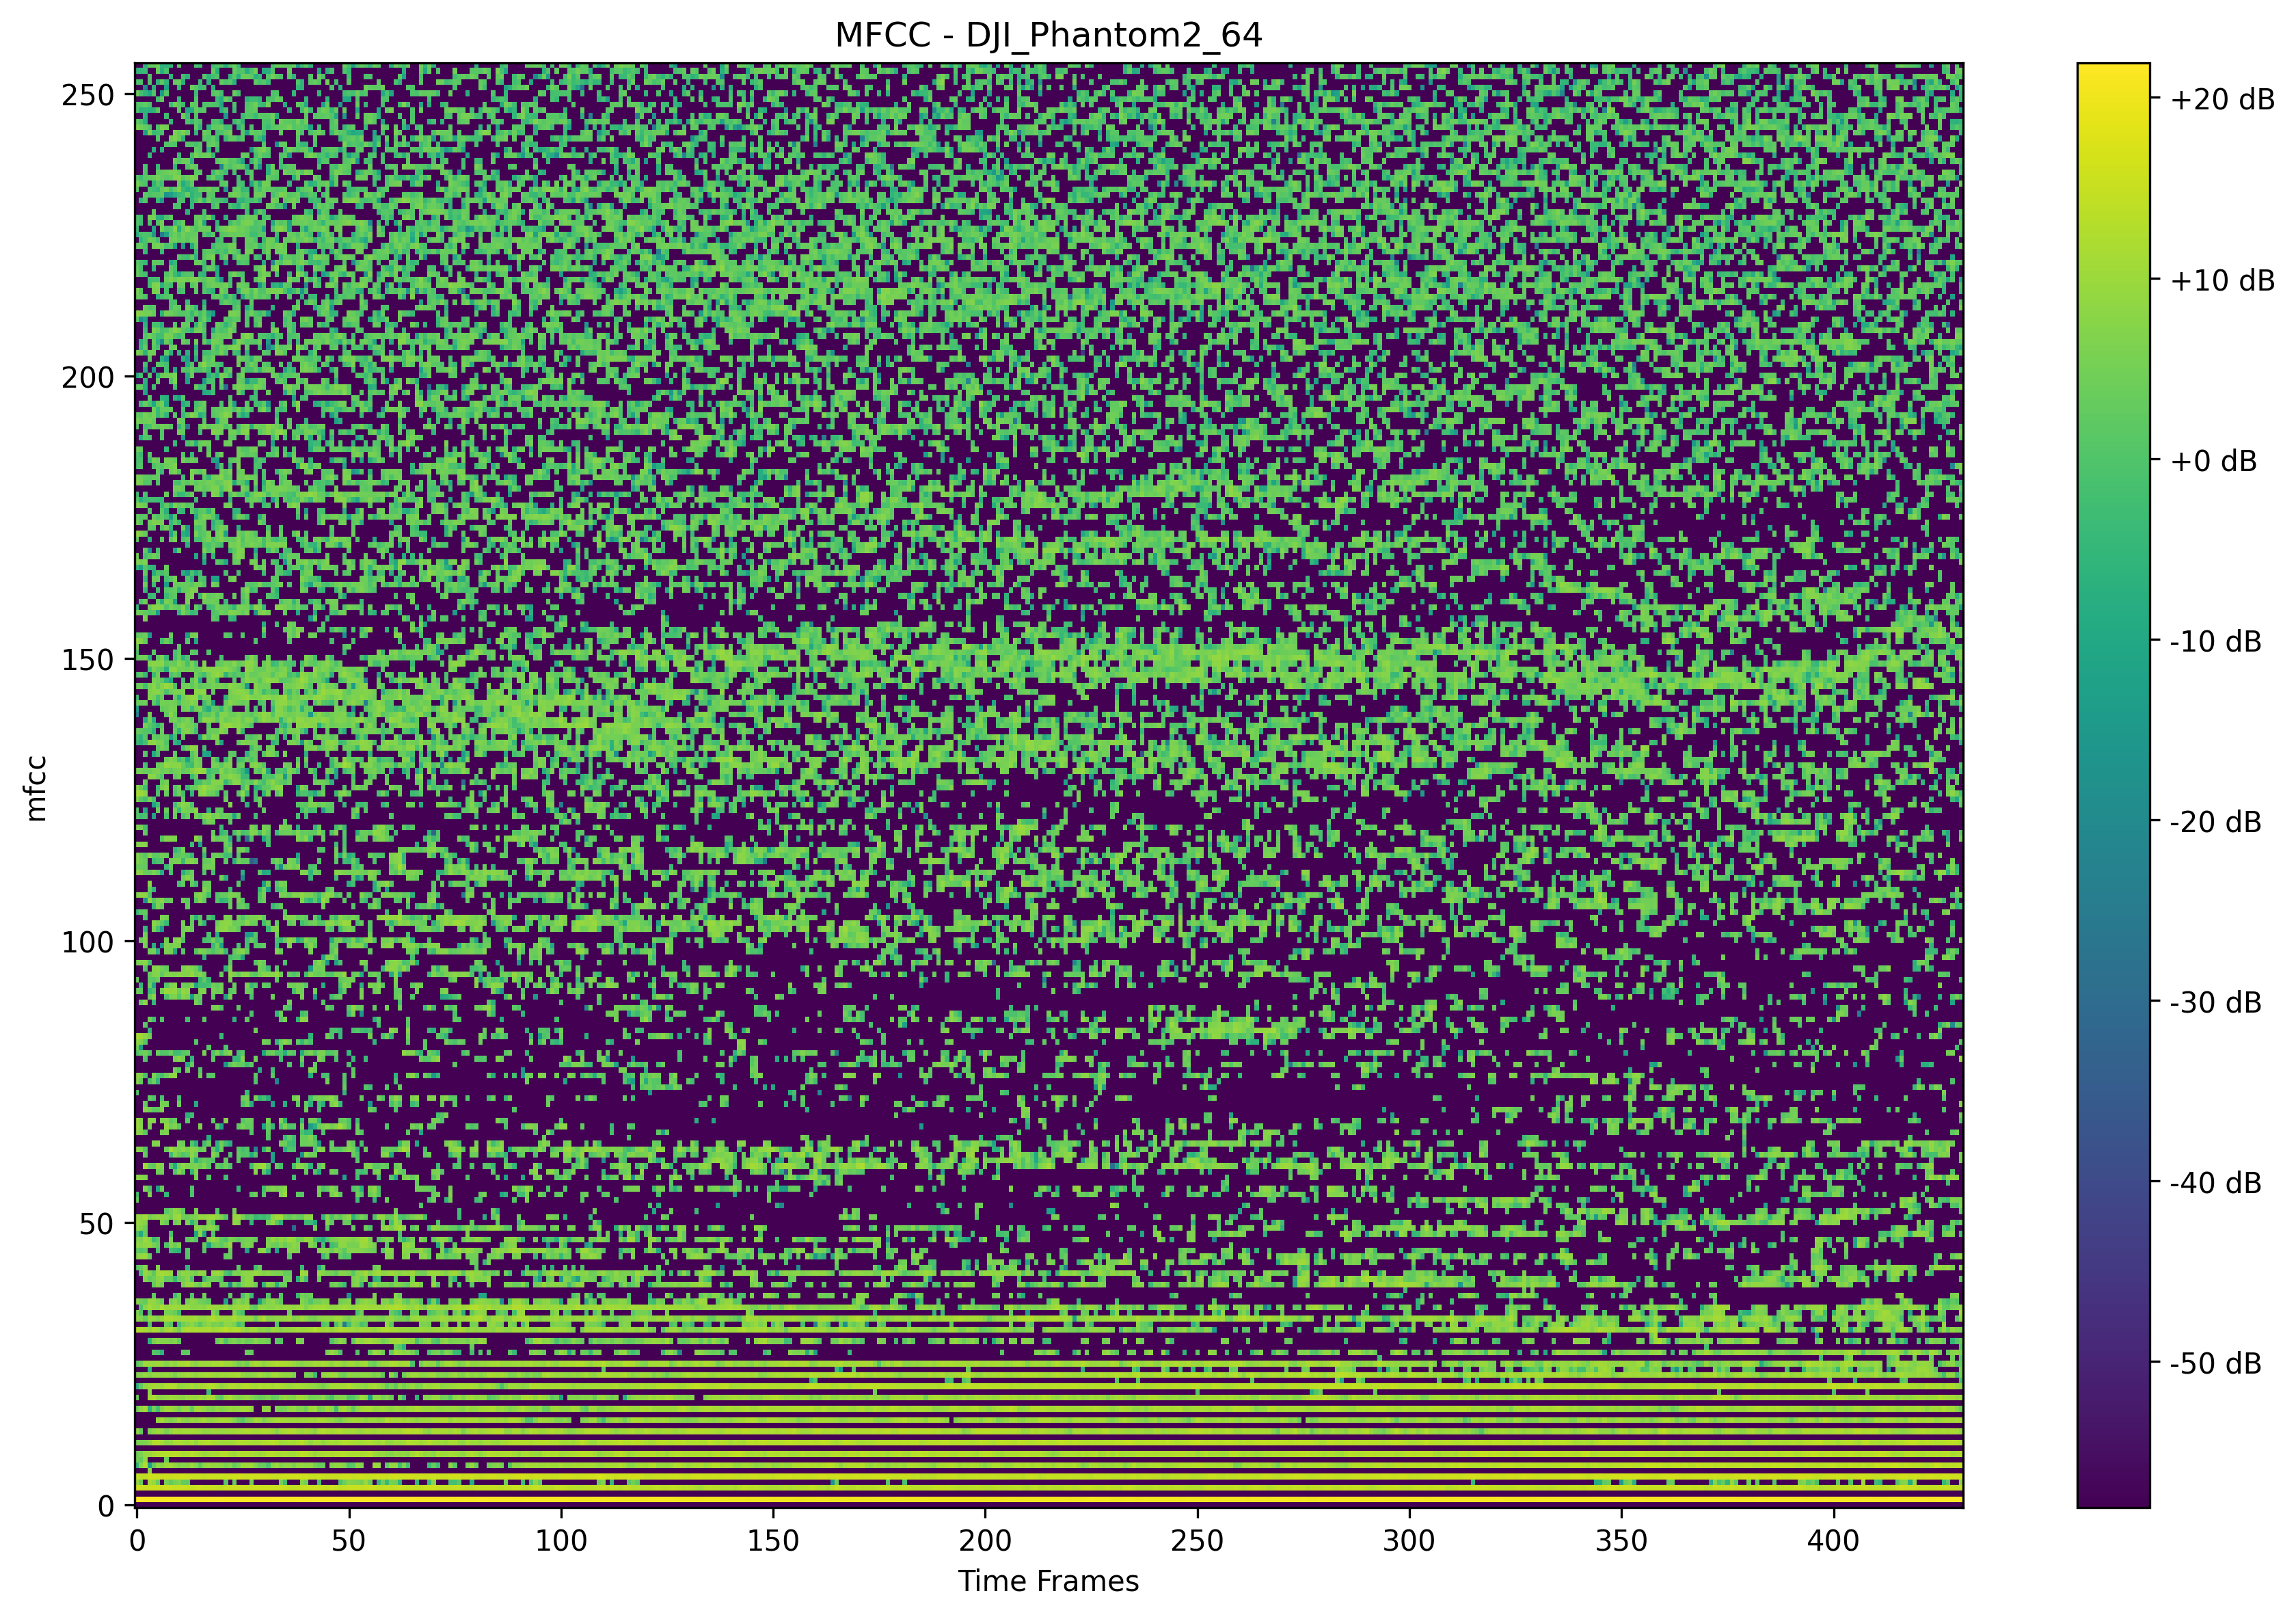 MFCC - DJI_Phantom2_64
250
200
150
100
50
0
mfcc
0 50 100 150 200 250 300 350 400
Time Frames
+20 dB
+10 dB
+0 dB
-10 dB
-20 dB
-30 dB
-40 dB
-50 dB